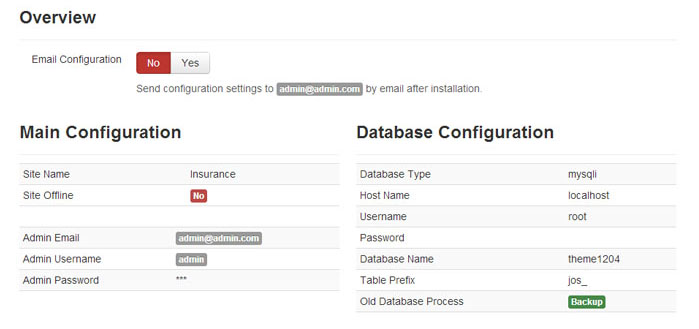 Overview
Email Configuration No Yes
Send configuration settings to admin@admin.com by email after installation.
Main Configuration
Site Name Insurance
Site Offline No
Admin Email admin@admin.com
Admin Username admin
Admin Password ***
Database Configuration
Database Type mysqli
Host Name localhost
Username root
Password
Database Name theme1204
Table Prefix jos_
Old Database Process Backup